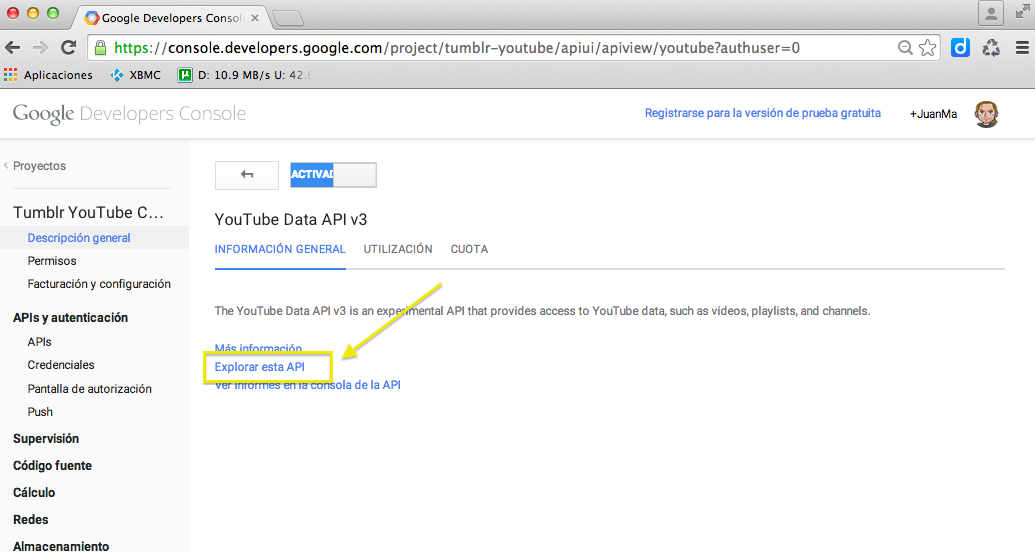 Google Developers Consol
https://console.developers.google.com/project/tumblr-youtube/apiui/apiview/youtube?authuser=0
Aplicaciones XBMC D: 10.9 MB/s U: 42.6
Google Developers Console
Registrarse para la versión de prueba gratuita +JuanMa
Proyectos
Tumblr YouTube C...
Descripción general
Permisos
Facturación y configuración
APIs y autenticación
APIs
Credenciales
Pantalla de autorización
Push
Supervisión
Código fuente
Cálculo
Redes
Almacenamiento
ACTIVAD
YouTube Data API v3
INFORMACIÓN GENERAL UTILIZACIÓN CUOTA
The YouTube Data API v3 is an experimental API that provides access to YouTube data, such as videos, playlists, and channels.
Más información
Explorar esta API
Ver informes en la consola de la API